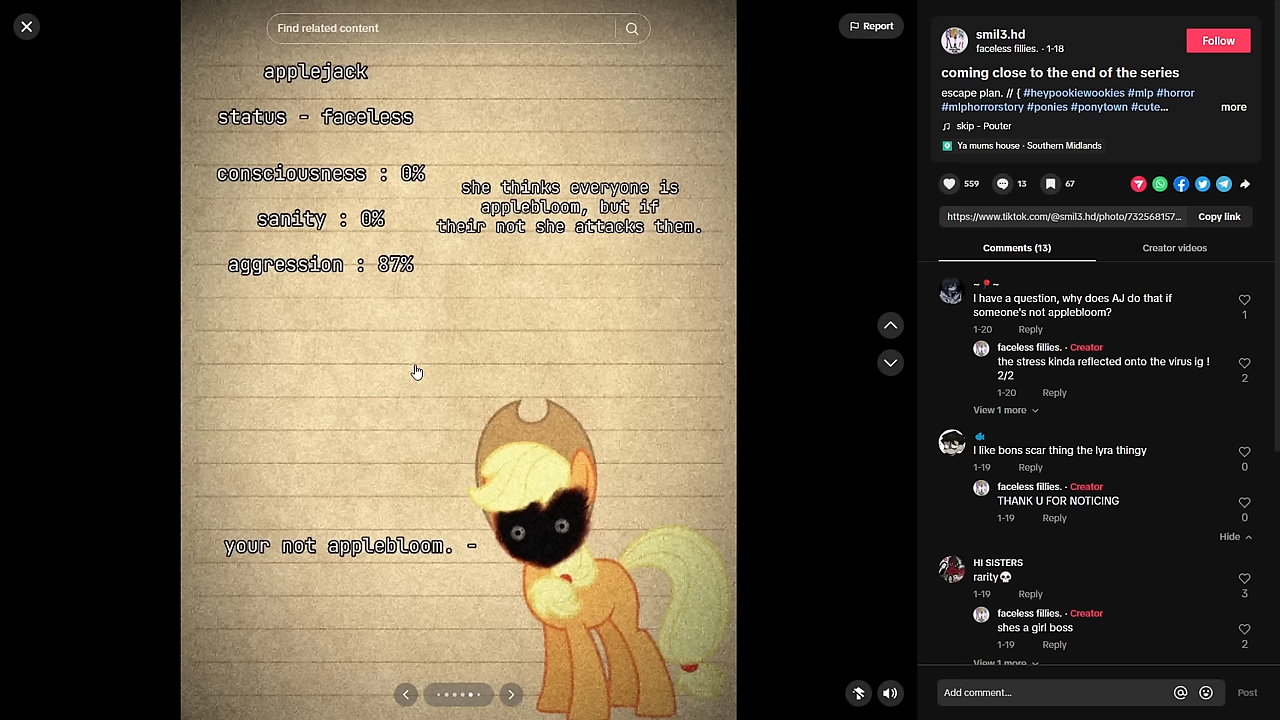 Find related content
Report
applejack
status - faceless
consciousness : 0%
sanity : 0%
aggression : 87%
she thinks everyone is
applebloom, but if
their not she attacks them.
your not applebloom. -
smil3.hd
faceless fillies. · 1-18
Follow
coming close to the end of the series
escape plan. // { #heypookiewookies #mlp #horror
#mlphorrorstory #ponies #ponytown #cute...
more
skip - Pouter
Ya mums house · Southern Midlands
559
13
67
https://www.tiktok.com/@smil3.hd/photo/732568157...
Copy link
Comments (13)
Creator videos
~🎈~
I have a question, why does AJ do that if
someone's not applebloom?
1
1-20 Reply
faceless fillies. · Creator
the stress kinda reflected onto the virus ig !
2/2
2
1-20 Reply
View 1 more
🐟
I like bons scar thing the lyra thingy
0
1-19 Reply
faceless fillies. · Creator
THANK U FOR NOTICING
0
1-19 Reply
Hide
HI SISTERS
rarity💀
3
1-19 Reply
faceless fillies. · Creator
shes a girl boss
2
1-19 Reply
View 1 more
Add comment...
Post